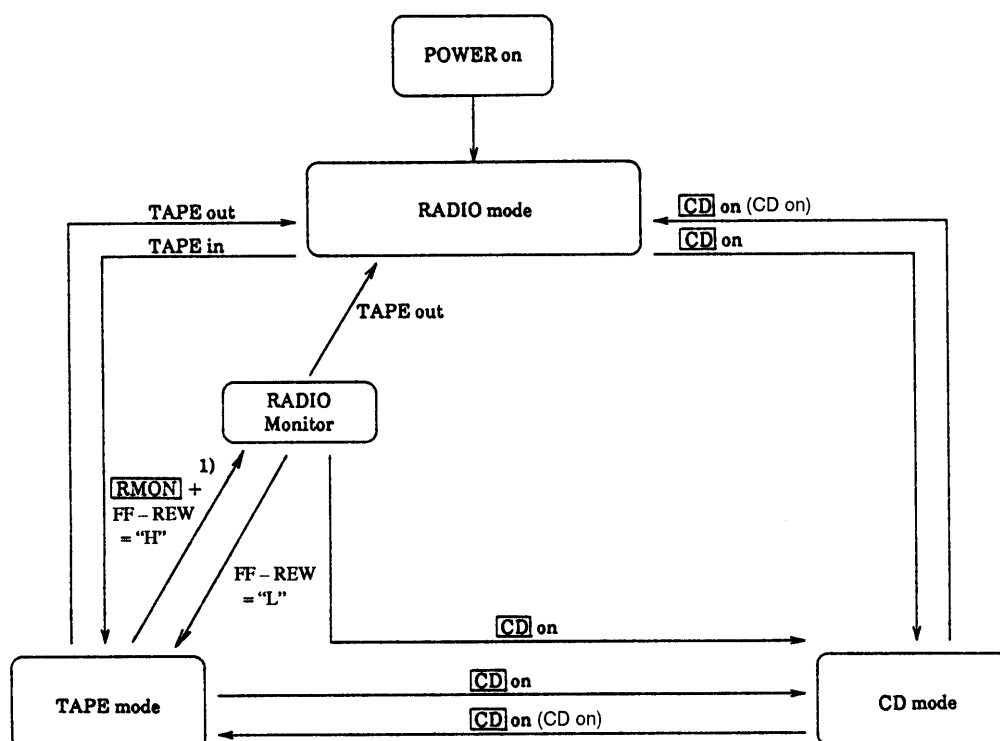 POWER on
RADIO mode
TAPE out
CD on (CD on)
TAPE in
CD on
TAPE out
RADIO
Monitor
1)
RMON +
FF – REW
= “H”
FF – REW
= “L”
CD on
CD on
TAPE mode
CD mode
CD on (CD on)